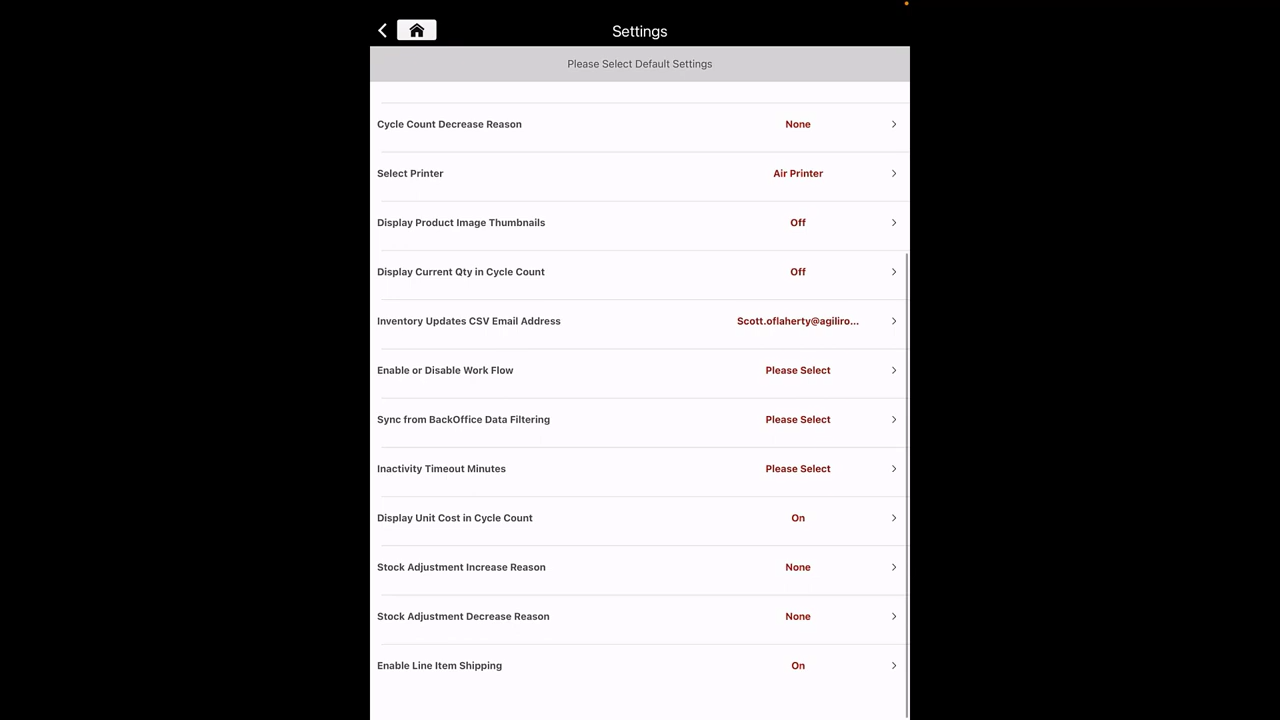 Settings
Please Select Default Settings
Cycle Count Decrease Reason None
Select Printer Air Printer
Display Product Image Thumbnails Off
Display Current Qty in Cycle Count Off
Inventory Updates CSV Email Address Scott.oflaherty@agiliro...
Enable or Disable Work Flow Please Select
Sync from BackOffice Data Filtering Please Select
Inactivity Timeout Minutes Please Select
Display Unit Cost in Cycle Count On
Stock Adjustment Increase Reason None
Stock Adjustment Decrease Reason None
Enable Line Item Shipping On